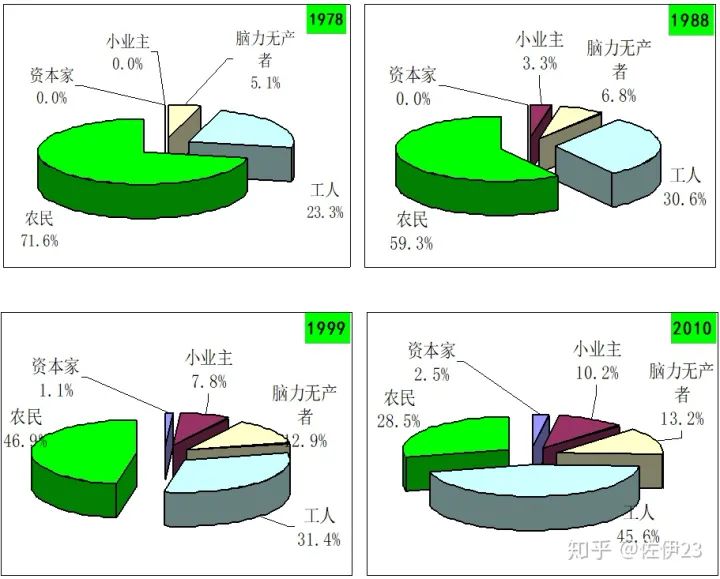 1978
小业主
0.0%
脑力无产
者
5.1%
资本家
0.0%
工人
23.3%
农民
71.6%
1988
小业主
3.3%
脑力无产
者
6.8%
资本家
0.0%
工人
30.6%
农民
59.3%
1999
小业主
7.8%
资本家
1.1%
脑力无产
者
12.9%
农民
46.9%
工人
31.4%
2010
小业主
10.2%
资本家
2.5%
脑力无产
者
13.2%
农民
28.5%
工人
45.6%
知乎 @佐伊23